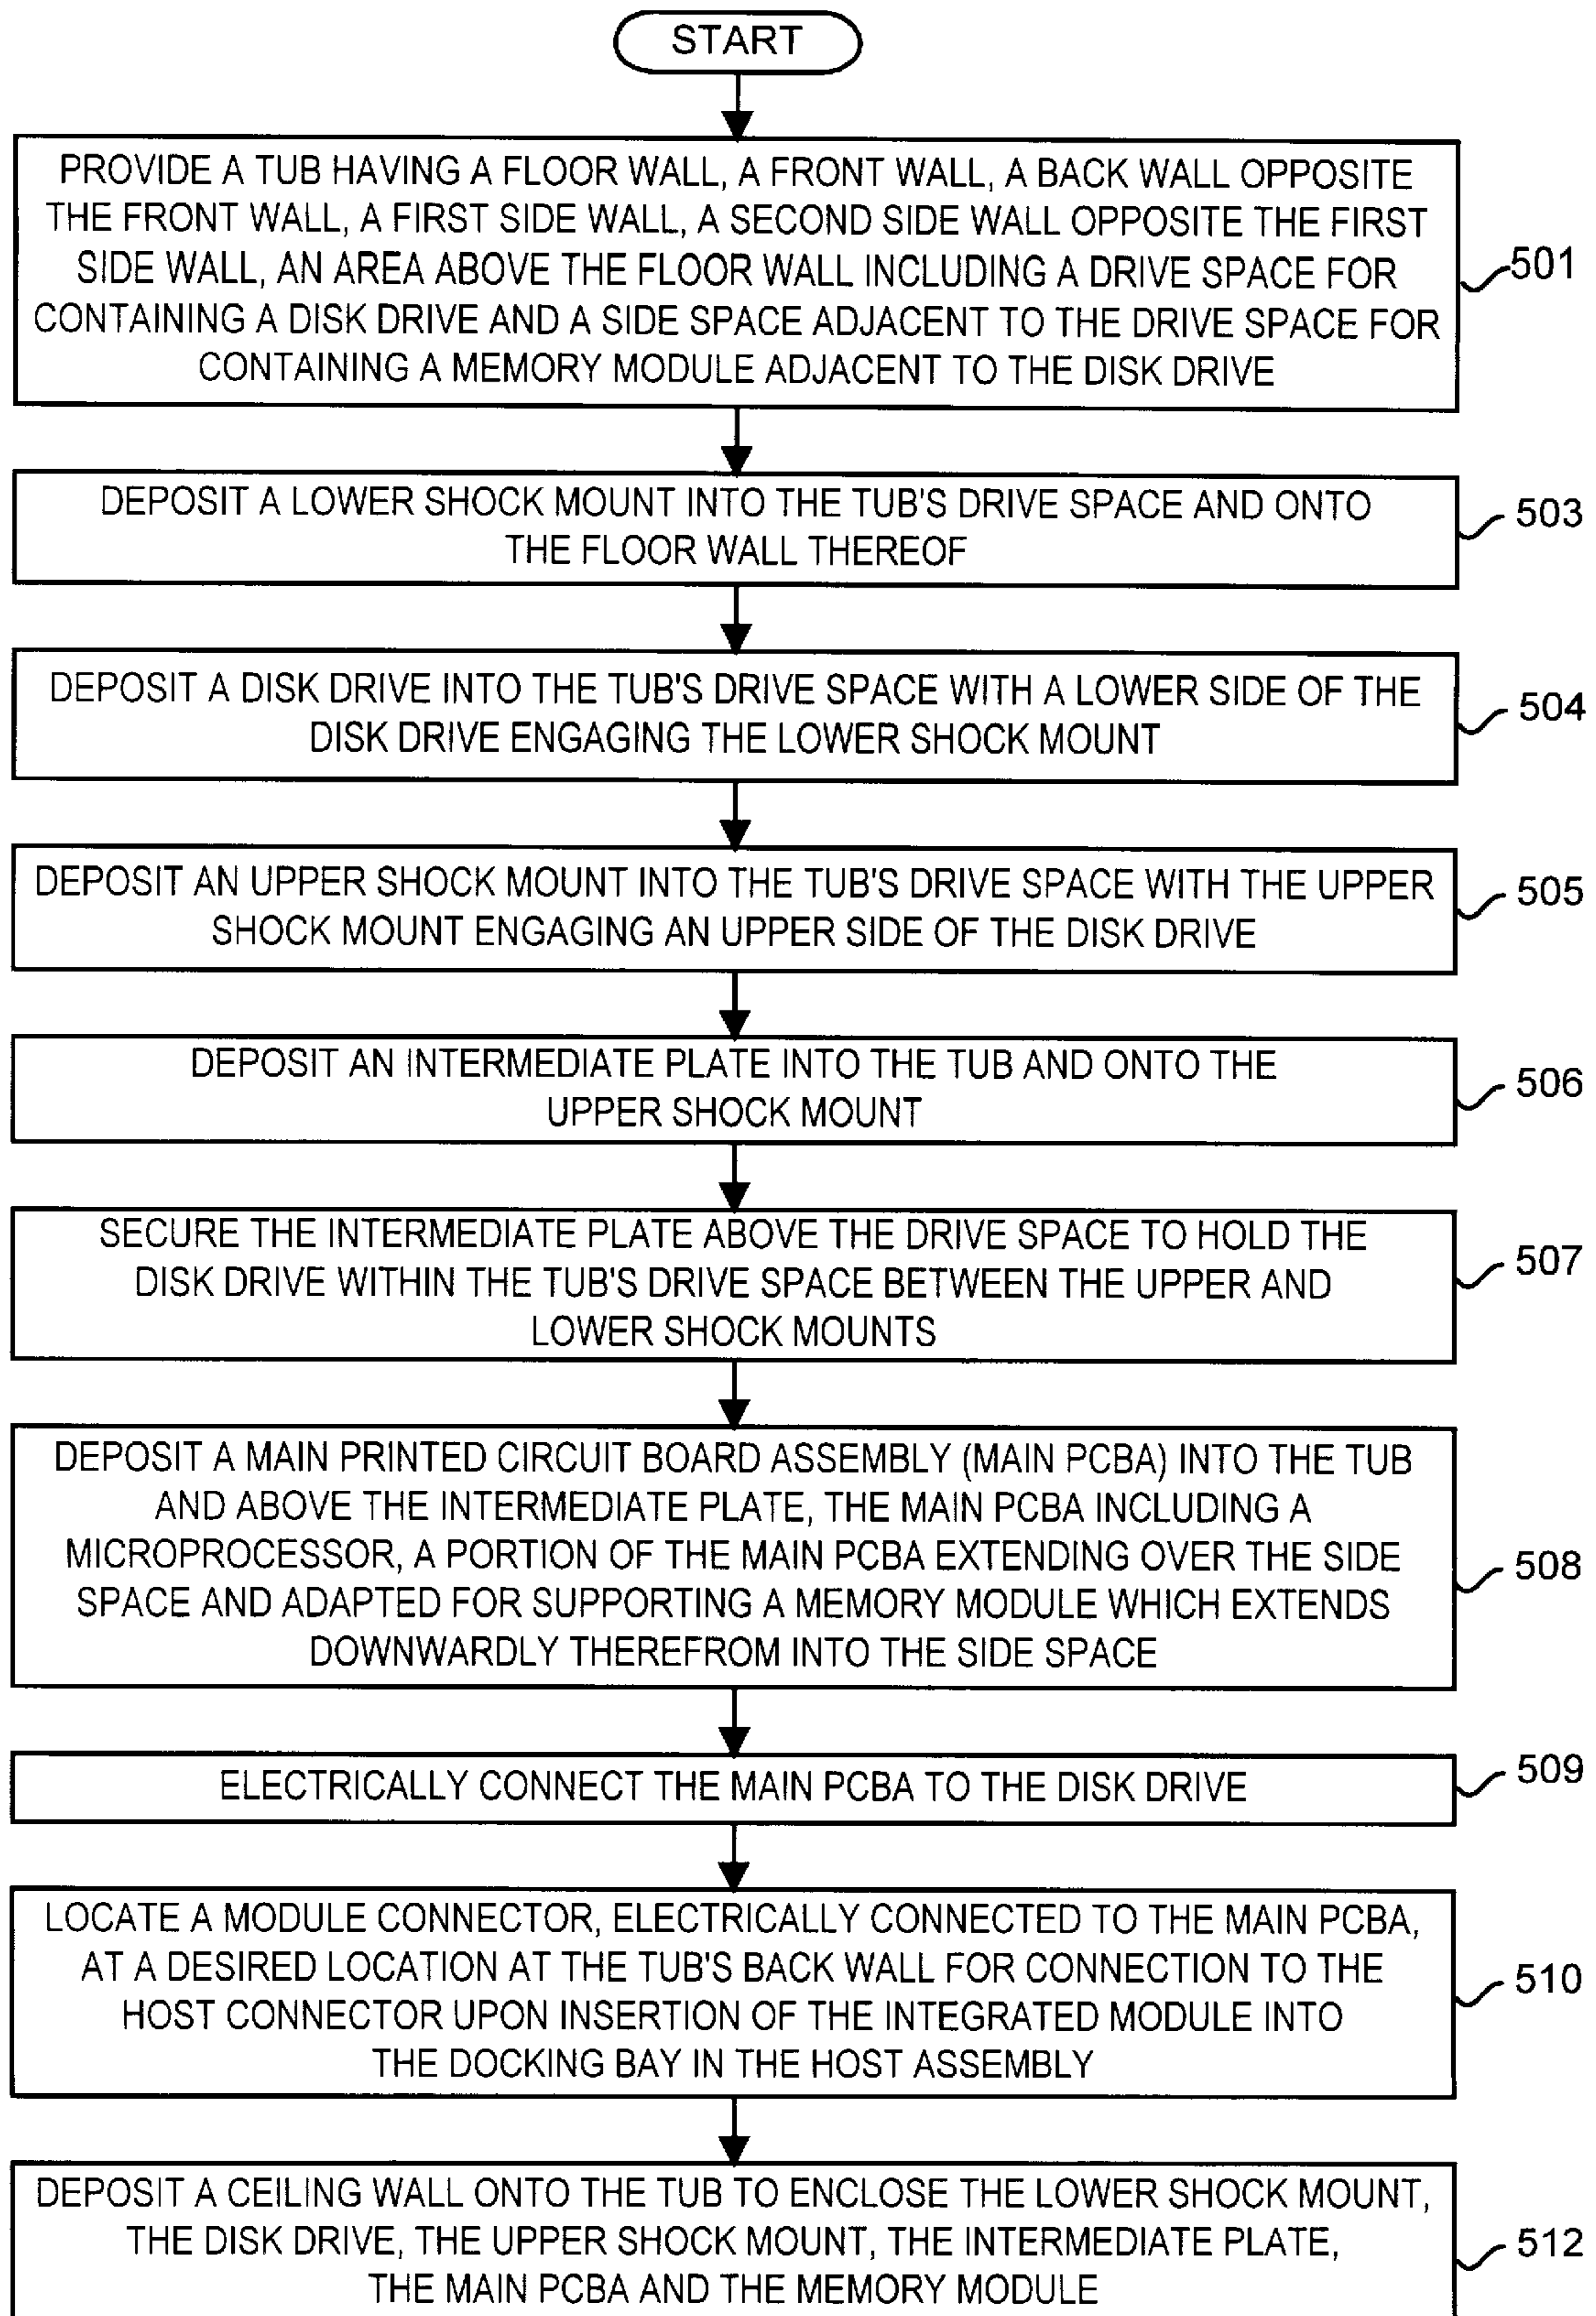 START
PROVIDE A TUB HAVING A FLOOR WALL, A FRONT WALL, A BACK WALL OPPOSITE
THE FRONT WALL, A FIRST SIDE WALL, A SECOND SIDE WALL OPPOSITE THE FIRST
SIDE WALL, AN AREA ABOVE THE FLOOR WALL INCLUDING A DRIVE SPACE FOR
CONTAINING A DISK DRIVE AND A SIDE SPACE ADJACENT TO THE DRIVE SPACE FOR
CONTAINING A MEMORY MODULE ADJACENT TO THE DISK DRIVE
501
DEPOSIT A LOWER SHOCK MOUNT INTO THE TUB'S DRIVE SPACE AND ONTO
THE FLOOR WALL THEREOF
503
DEPOSIT A DISK DRIVE INTO THE TUB'S DRIVE SPACE WITH A LOWER SIDE OF THE
DISK DRIVE ENGAGING THE LOWER SHOCK MOUNT
504
DEPOSIT AN UPPER SHOCK MOUNT INTO THE TUB'S DRIVE SPACE WITH THE UPPER
SHOCK MOUNT ENGAGING AN UPPER SIDE OF THE DISK DRIVE
505
DEPOSIT AN INTERMEDIATE PLATE INTO THE TUB AND ONTO THE
UPPER SHOCK MOUNT
506
SECURE THE INTERMEDIATE PLATE ABOVE THE DRIVE SPACE TO HOLD THE
DISK DRIVE WITHIN THE TUB'S DRIVE SPACE BETWEEN THE UPPER AND
LOWER SHOCK MOUNTS
507
DEPOSIT A MAIN PRINTED CIRCUIT BOARD ASSEMBLY (MAIN PCBA) INTO THE TUB
AND ABOVE THE INTERMEDIATE PLATE, THE MAIN PCBA INCLUDING A
MICROPROCESSOR, A PORTION OF THE MAIN PCBA EXTENDING OVER THE SIDE
SPACE AND ADAPTED FOR SUPPORTING A MEMORY MODULE WHICH EXTENDS
DOWNWARDLY THEREFROM INTO THE SIDE SPACE
508
ELECTRICALLY CONNECT THE MAIN PCBA TO THE DISK DRIVE
509
LOCATE A MODULE CONNECTOR, ELECTRICALLY CONNECTED TO THE MAIN PCBA,
AT A DESIRED LOCATION AT THE TUB'S BACK WALL FOR CONNECTION TO THE
HOST CONNECTOR UPON INSERTION OF THE INTEGRATED MODULE INTO
THE DOCKING BAY IN THE HOST ASSEMBLY
510
DEPOSIT A CEILING WALL ONTO THE TUB TO ENCLOSE THE LOWER SHOCK MOUNT,
THE DISK DRIVE, THE UPPER SHOCK MOUNT, THE INTERMEDIATE PLATE,
THE MAIN PCBA AND THE MEMORY MODULE
512